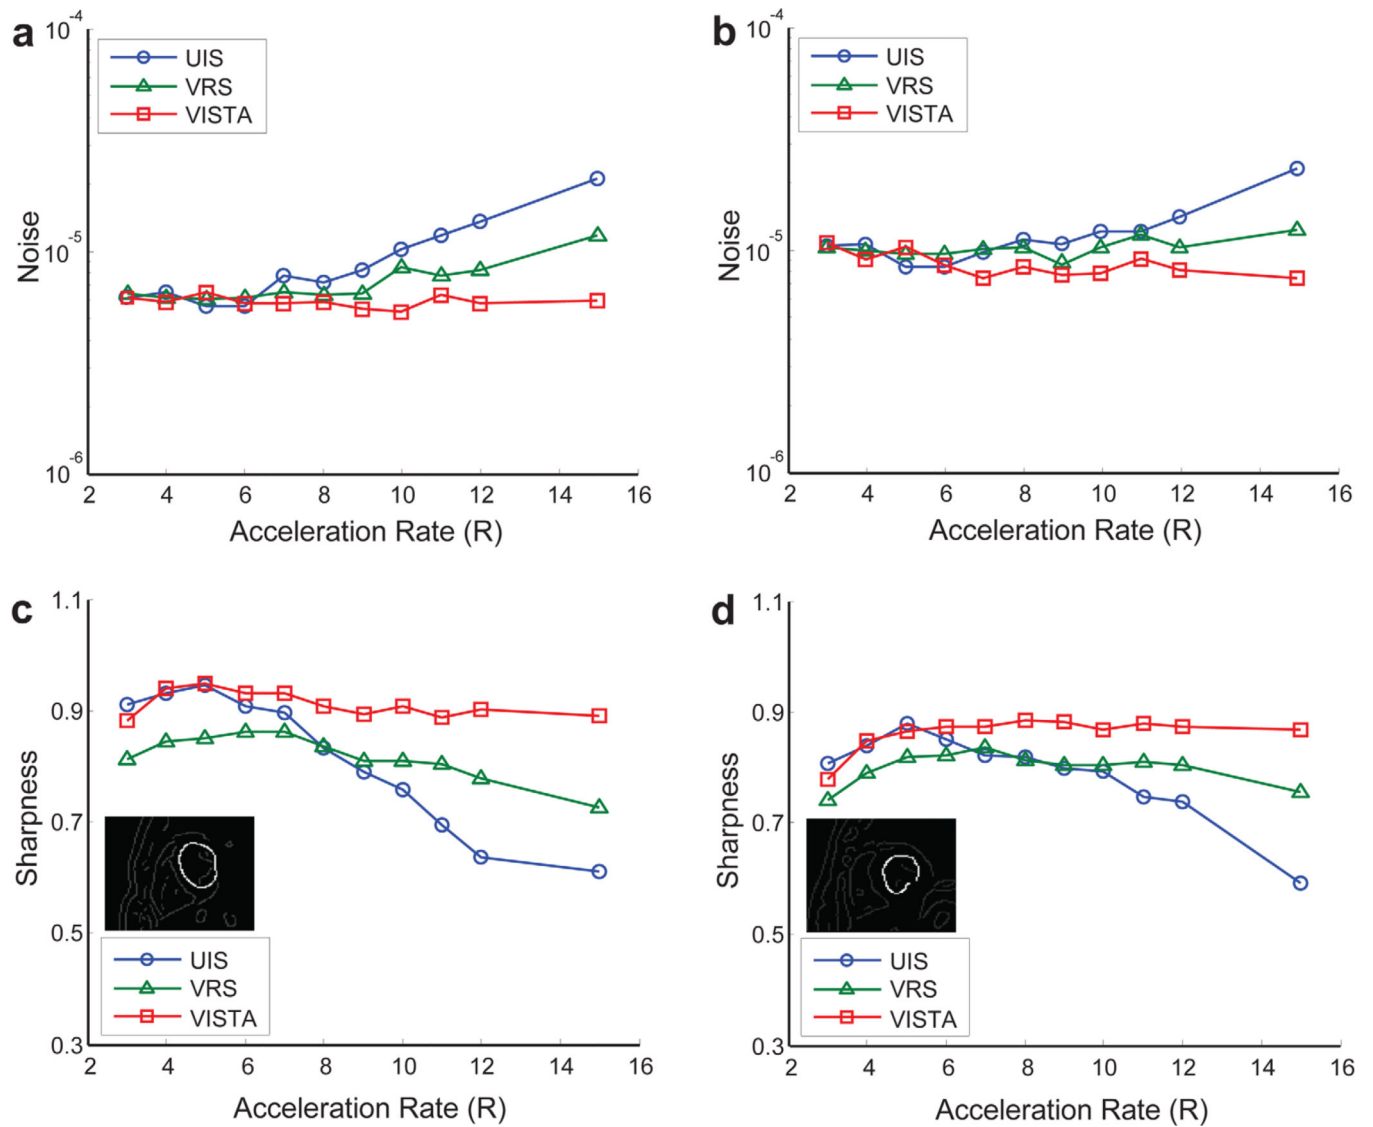 a
10-4
UIS
VRS
VISTA
Noise
10-5
10-6
2 4 6 8 10 12 14 16
Acceleration Rate (R)
b
10-4
UIS
VRS
VISTA
Noise
10-5
10-6
2 4 6 8 10 12 14 16
Acceleration Rate (R)
c
1.1
0.9
Sharpness
0.7
0.5
UIS
VRS
VISTA
0.3
2 4 6 8 10 12 14 16
Acceleration Rate (R)
d
1.1
0.9
Sharpness
0.7
0.5
UIS
VRS
VISTA
0.3
2 4 6 8 10 12 14 16
Acceleration Rate (R)